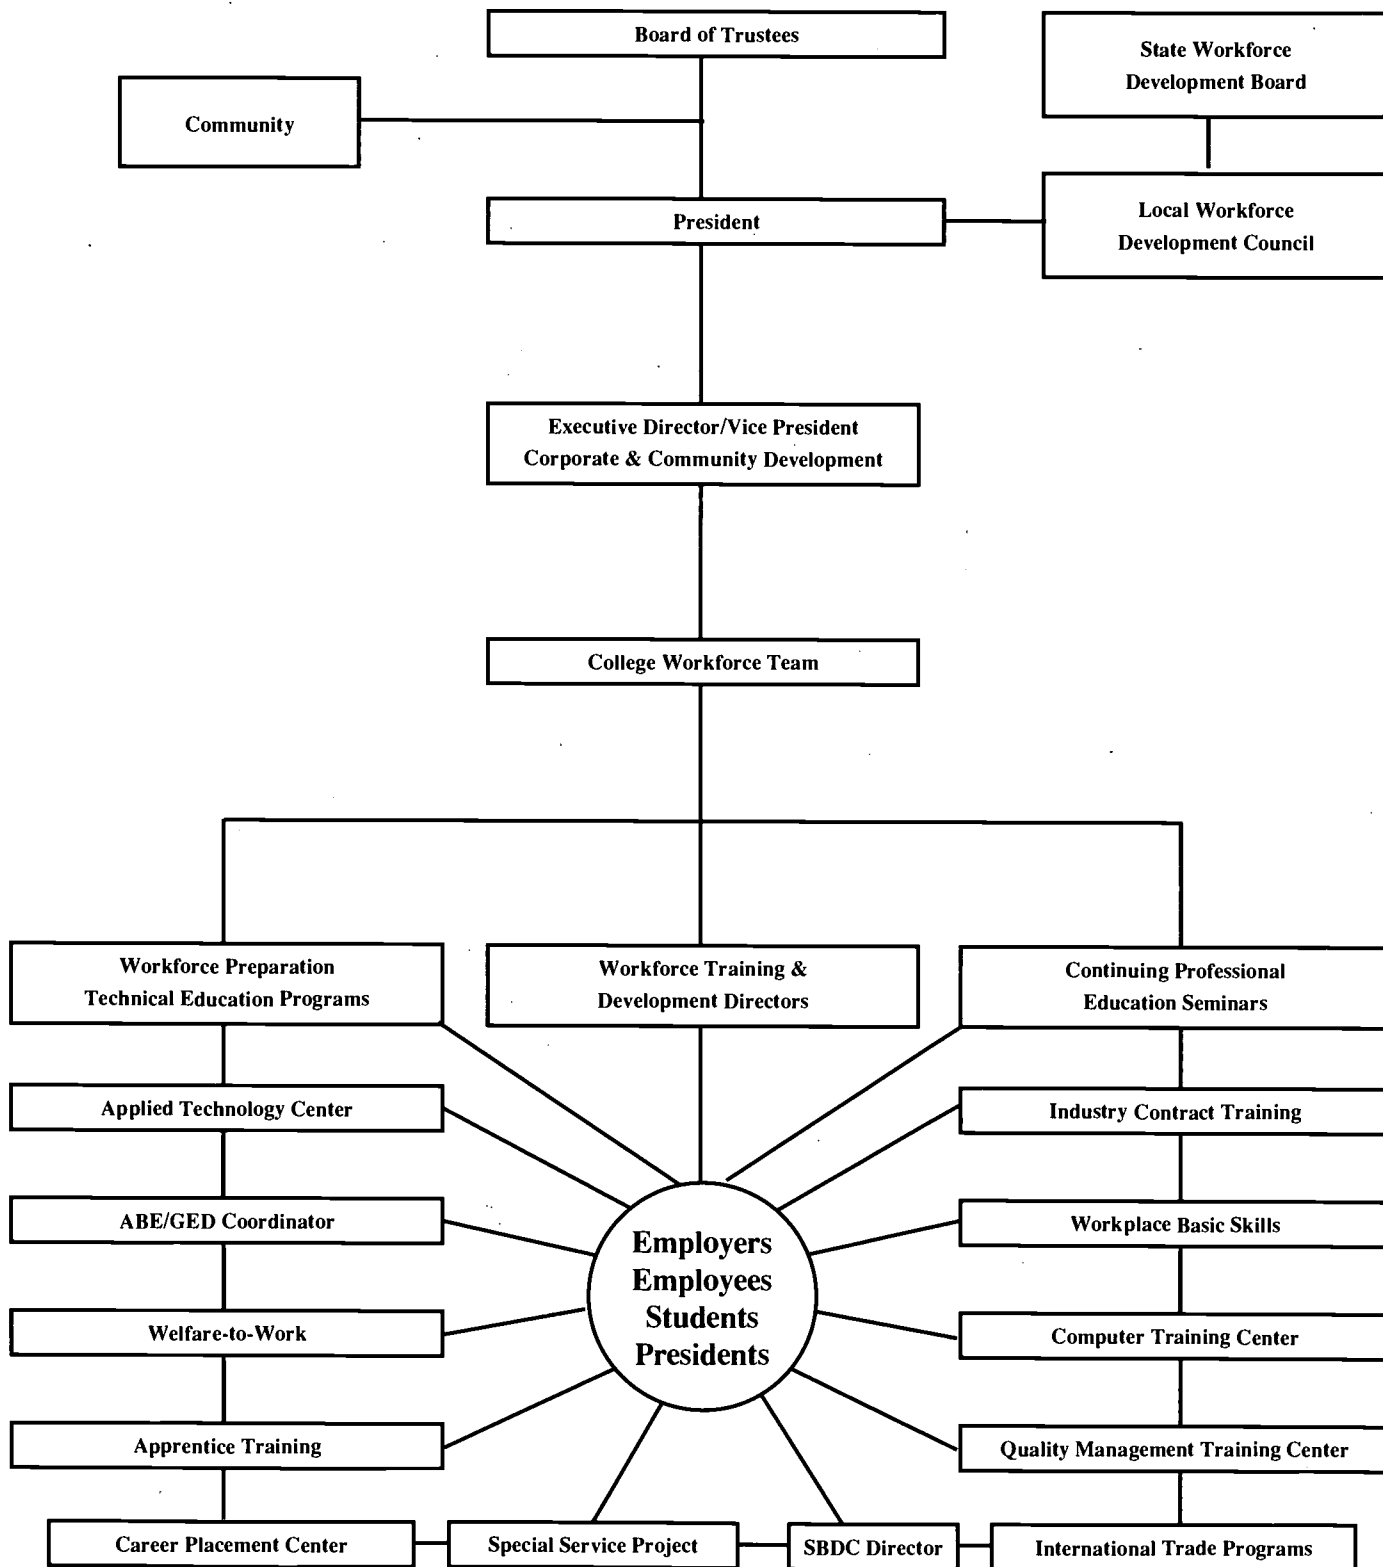 Board of Trustees
State Workforce
Development Board
Community
President
Local Workforce
Development Council
Executive Director/Vice President
Corporate & Community Development
College Workforce Team
Workforce Preparation
Technical Education Programs
Workforce Training &
Development Directors
Continuing Professional
Education Seminars
Applied Technology Center
Industry Contract Training
ABE/GED Coordinator
Workplace Basic Skills
Employers
Employees
Students
Presidents
Welfare-to-Work
Computer Training Center
Apprentice Training
Quality Management Training Center
Career Placement Center
Special Service Project
SBDC Director
International Trade Programs